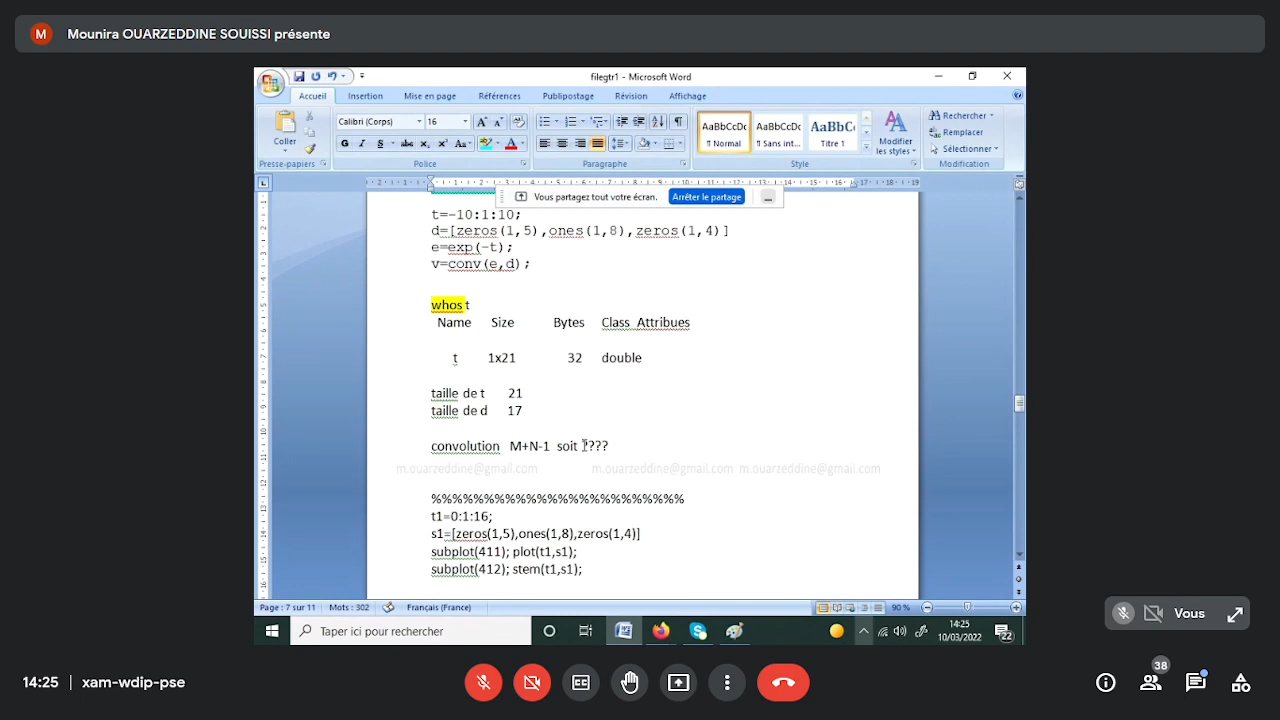 M Mounira OUARZEDDINE SOUISSI présente
filegtr1 - Microsoft Word
Accueil Insertion Mise en page Références Publipostage Révision Affichage
Coller
Calibri (Corps) 16
AaBbCcDc AaBbCcDc AaBbC
¶ Normal ¶ Sans int... Titre 1
Modifier les styles
Rechercher
Remplacer
Sélectionner
Presse-papiers Police Paragraphe Style Modification
Vous partagez tout votre écran. Arrêter le partage
t=-10:1:10;
d=[zeros(1,5),ones(1,8),zeros(1,4)]
e=exp(-t);
v=conv(e,d);
whos t
Name Size Bytes Class Attribues
t 1x21 32 double
taille de t 21
taille de d 17
convolution M+N-1 soit ????
m.ouarzeddine@gmail.com m.ouarzeddine@gmail.com m.ouarzeddine@gmail.com
%%%%%%%%%%%%%%%%%%%%%%%%
t1=0:1:16;
s1=[zeros(1,5),ones(1,8),zeros(1,4)]
subplot(411); plot(t1,s1);
subplot(412); stem(t1,s1);
Page : 7 sur 11 Mots : 302 Français (France) 90 %
Taper ici pour rechercher
14:25
10/03/2022
22
Vous
14:25 | xam-wdip-pse
38